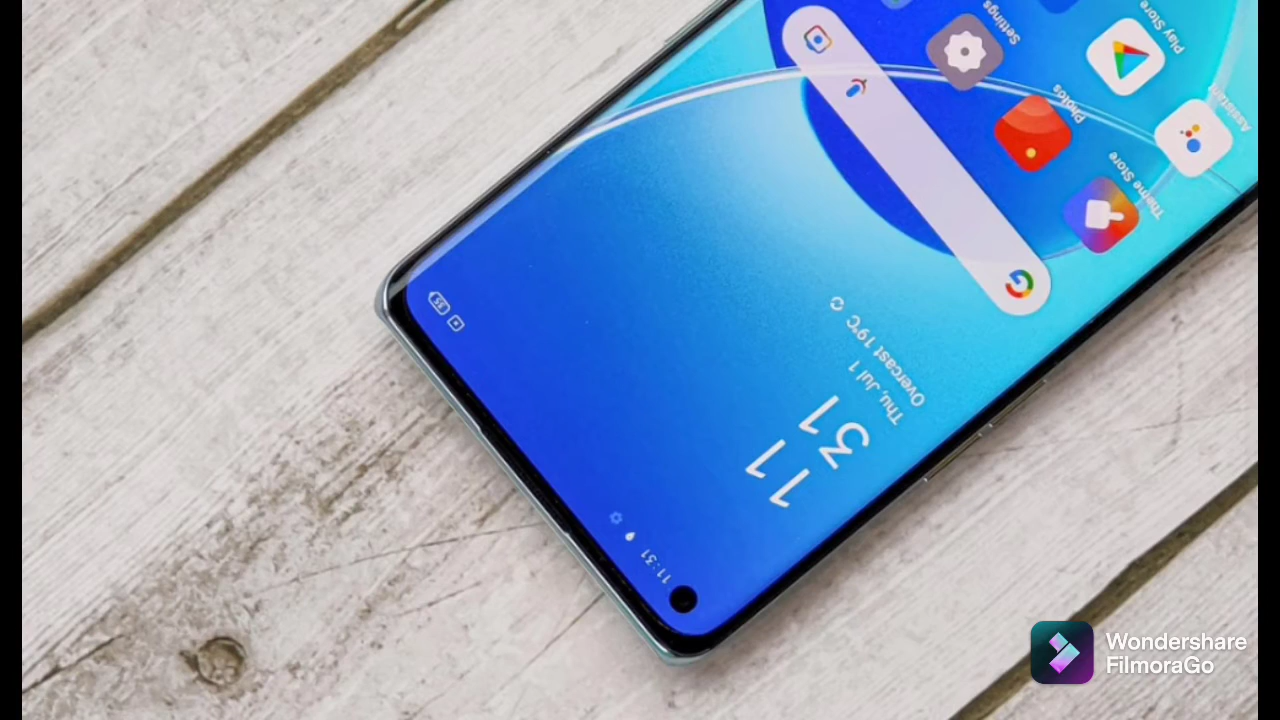 11:31
11
31
Thu, Jul 1
Overcast 19°C
Settings
Play Store
Photos
Assistant
Theme Store
Wondershare
FilmoraGo